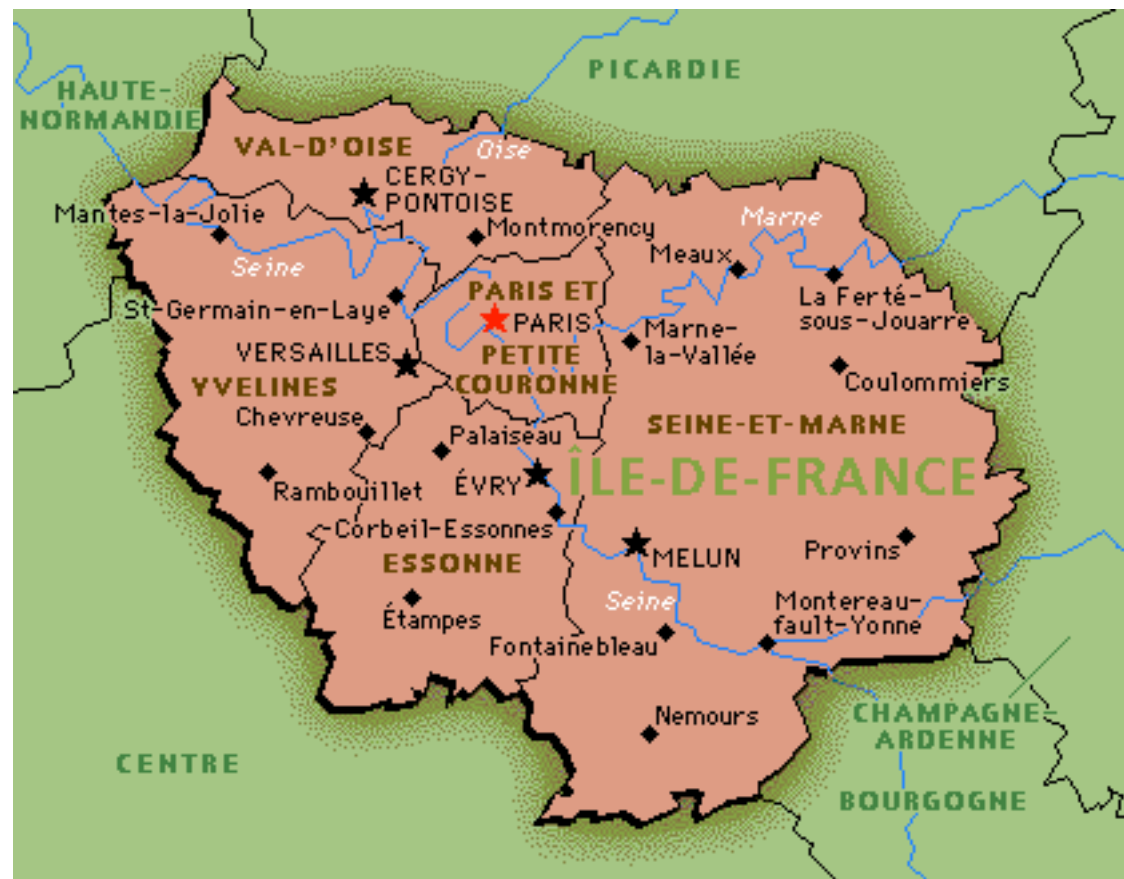 PICARDIE
HAUTE-
NORMANDIE
VAL-D'OISE
Oise
CERGY-
PONTOISE
Mantes-la-Jolie
Montmorency
Marne
Seine
Meaux
St-Germain-en-Laye
PARIS ET
PARIS
PETITE
COURONNE
La Ferté-
sous-Jouarre
Marne-
la-Vallée
VERSAILLES
YVELINES
Coulommiers
Chevreuse
Palaiseau
SEINE-ET-MARNE
ÎLE-DE-FRANCE
Rambouillet
ÉVRY
Corbeil-Essonnes
ESSONNE
MELUN
Provins
Étampes
Seine
Montereau-
fault-Yonne
Fontainebleau
Nemours
CHAMPAGNE-
ARDENNE
CENTRE
BOURGOGNE